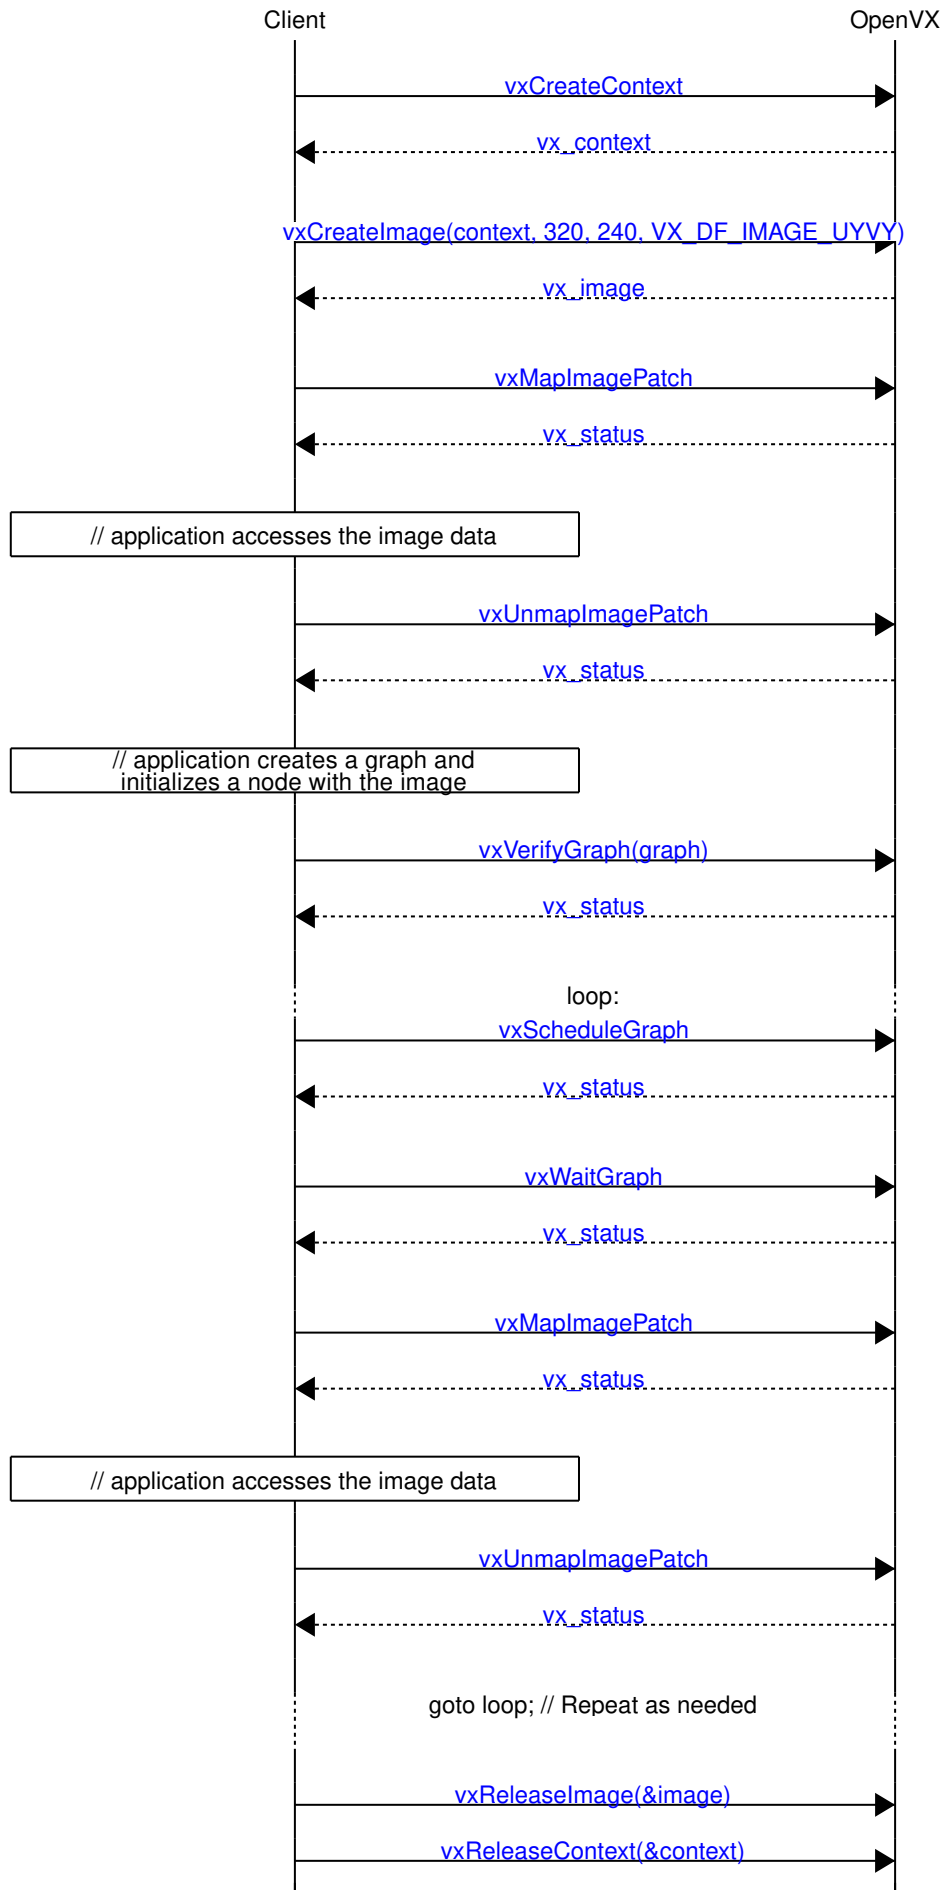 Client OpenVX
vxCreateContext
vx_context
vxCreateImage(context, 320, 240, VX_DF_IMAGE_UYVY)
vx_image
vxMapImagePatch
vx_status
// application accesses the image data
vxUnmapImagePatch
vx_status
// application creates a graph and
initializes a node with the image
vxVerifyGraph(graph)
vx_status
loop:
vxScheduleGraph
vx_status
vxWaitGraph
vx_status
vxMapImagePatch
vx_status
// application accesses the image data
vxUnmapImagePatch
vx_status
goto loop; // Repeat as needed
vxReleaseImage(&image)
vxReleaseContext(&context)